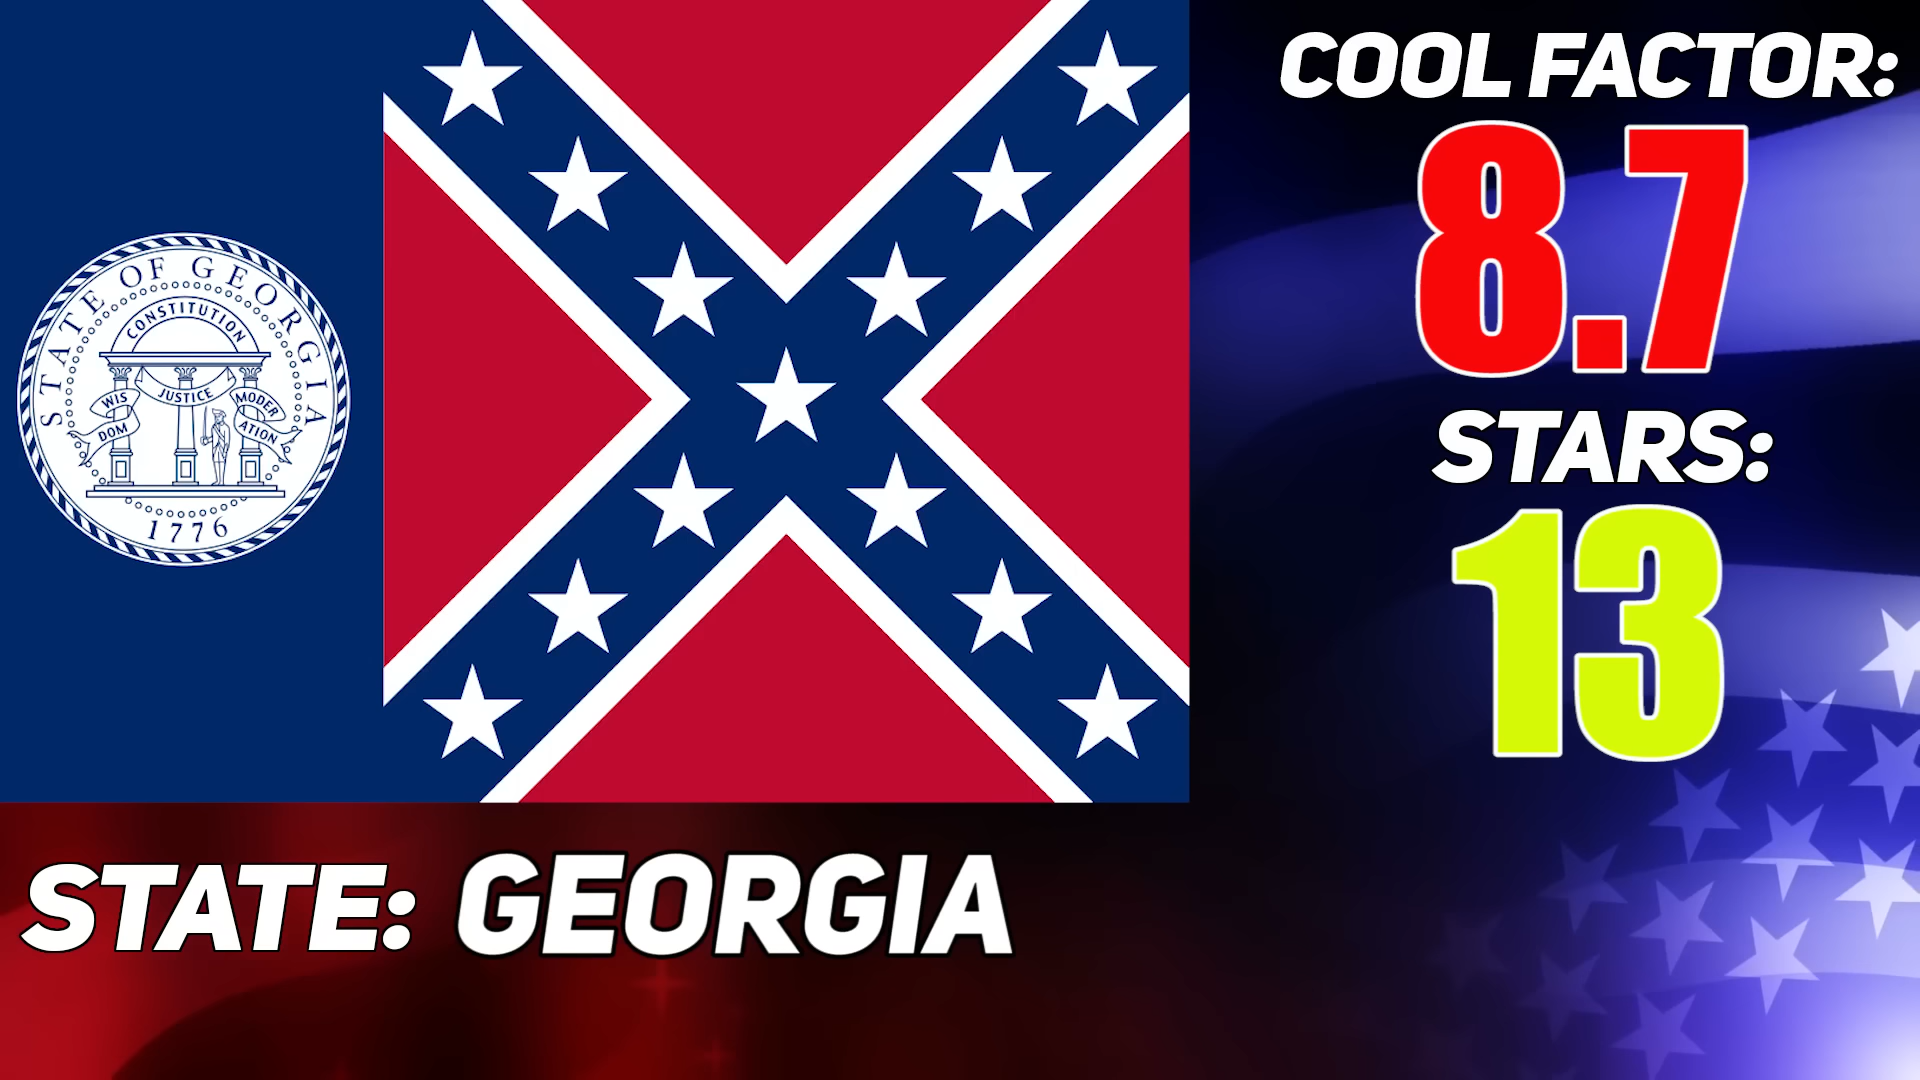 COOL FACTOR:
8.7
STARS:
13
STATE OF GEORGIA
CONSTITUTION
WIS
DOM
JUSTICE
MODER
ATION
1776
STATE: GEORGIA